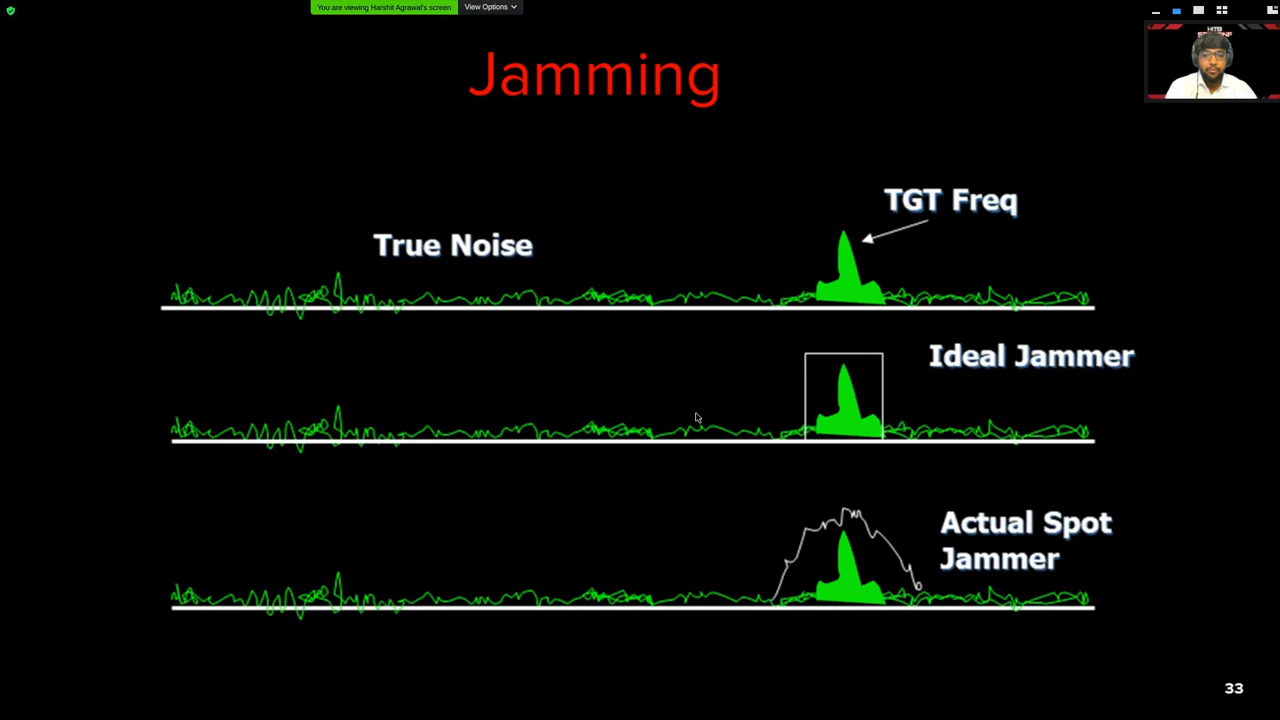 You are viewing Harshit Agrawal's screen
View Options
Jamming
TGT Freq
True Noise
Ideal Jammer
Actual Spot
Jammer
33